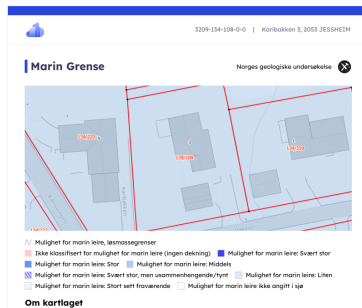 3209-134-108-0-0 | Karibakken 3, 2053 JESSHEIM
Marin Grense
Norges geologiske undersøkelse
134/220
134/108
134/109
Karibakken
Mulighet for marin leire, løsmassegrenser
Ikke klassifisert for mulighet for marin leire (ingen dekning) Mulighet for marin leire: Svært stor
Mulighet for marin leire: Stor Mulighet for marin leire: Middels
Mulighet for marin leire: Svært stor, men usammenhengende/tynt Mulighet for marin leire: Liten
Mulighet for marin leire: Stort sett fraværende Mulighet for marin leire ikke angitt i sjø
Om kartlaget